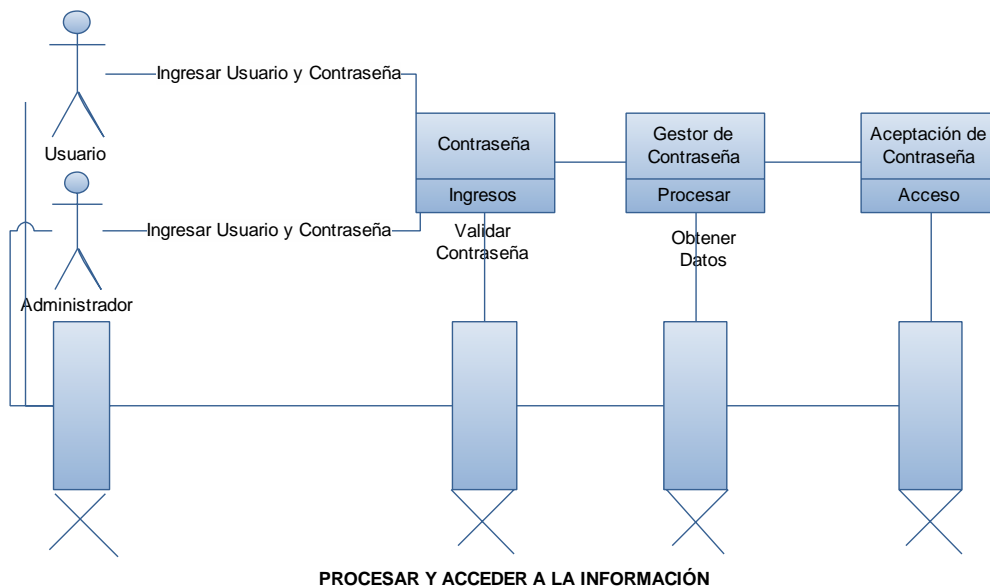 Ingresar Usuario y Contraseña
Usuario
Contraseña
Ingresos
Gestor de
Contraseña
Procesar
Aceptación de
Contraseña
Acceso
Ingresar Usuario y Contraseña
Validar
Contraseña
Obtener
Datos
Administrador
PROCESAR Y ACCEDER A LA INFORMACIÓN